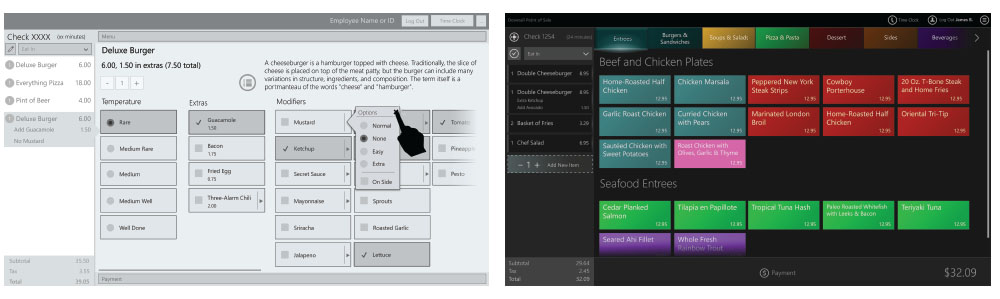 Employee Name or ID
Log Out
Time Clock
Check XXXX (xx minutes)
Eat In
Deluxe Burger 6.00
Everything Pizza 18.00
Pint of Beer 4.00
Deluxe Burger 6.00
Add Guacamole 1.50
No Mustard
Subtotal 35.50
Tax 3.55
Total 39.05
Menu
Deluxe Burger
6.00, 1.50 in extras (7.50 total)
- 1 +
A cheeseburger is a hamburger topped with cheese. Traditionally, the slice of
cheese is placed on top of the meat patty, but the burger can include many
variations in structure, ingredients, and composition. The term itself is a
portmanteau of the words "cheese" and "hamburger".
Temperature
Rare
Medium Rare
Medium
Medium Well
Well Done
Extras
Guacamole
1.50
Bacon
1.75
Fried Egg
0.75
Three-Alarm Chili
2.00
Modifiers
Mustard
Ketchup
Secret Sauce
Mayonnaise
Sriracha
Jalapeno
Options
Normal
None
Easy
Extra
On Side
Sprouts
Roasted Garlic
Lettuce
Pesto
Payment
Time Clock
Log Out James B.
Check 1254 (24 minutes)
Eat In
1 Double Cheeseburger 8.95
1 Double Cheeseburger 8.95
Extra Ketchup
Add Avocado 1.50
2 Basket of Fries 3.29
1 Chef Salad 6.95
- 1 + Add New Item
Subtotal 29.64
Tax 2.45
Total 32.09
Entrees
Burgers &
Sandwiches
Soups & Salads
Pizza & Pasta
Dessert
Sides
Beverages
Beef and Chicken Plates
Home-Roasted Half
Chicken
12.95
Chicken Marsala
12.95
Peppered New York
Steak Strips
12.95
Cowboy
Porterhouse
12.95
20 Oz. T-Bone Steak
and Home Fries
12.95
Garlic Roast Chicken
12.95
Curried Chicken
with Pears
12.95
Marinated London
Broil
12.95
Home-Roasted Half
Chicken
12.95
Oriental Tri-Tip
12.95
Sautéed Chicken with
Sweet Potatoes
12.95
Roast Chicken with
Olives, Garlic & Thyme
12.95
Seafood Entrees
Cedar Planked
Salmon
12.95
Tilapia en Papillote
12.95
Tropical Tuna Hash
12.95
Paleo Roasted Whitefish
with Leeks & Bacon
12.95
Teriyaki Tuna
12.95
Seared Ahi Fillet
Whole Fresh
Rainbow Trout
Payment
$32.09